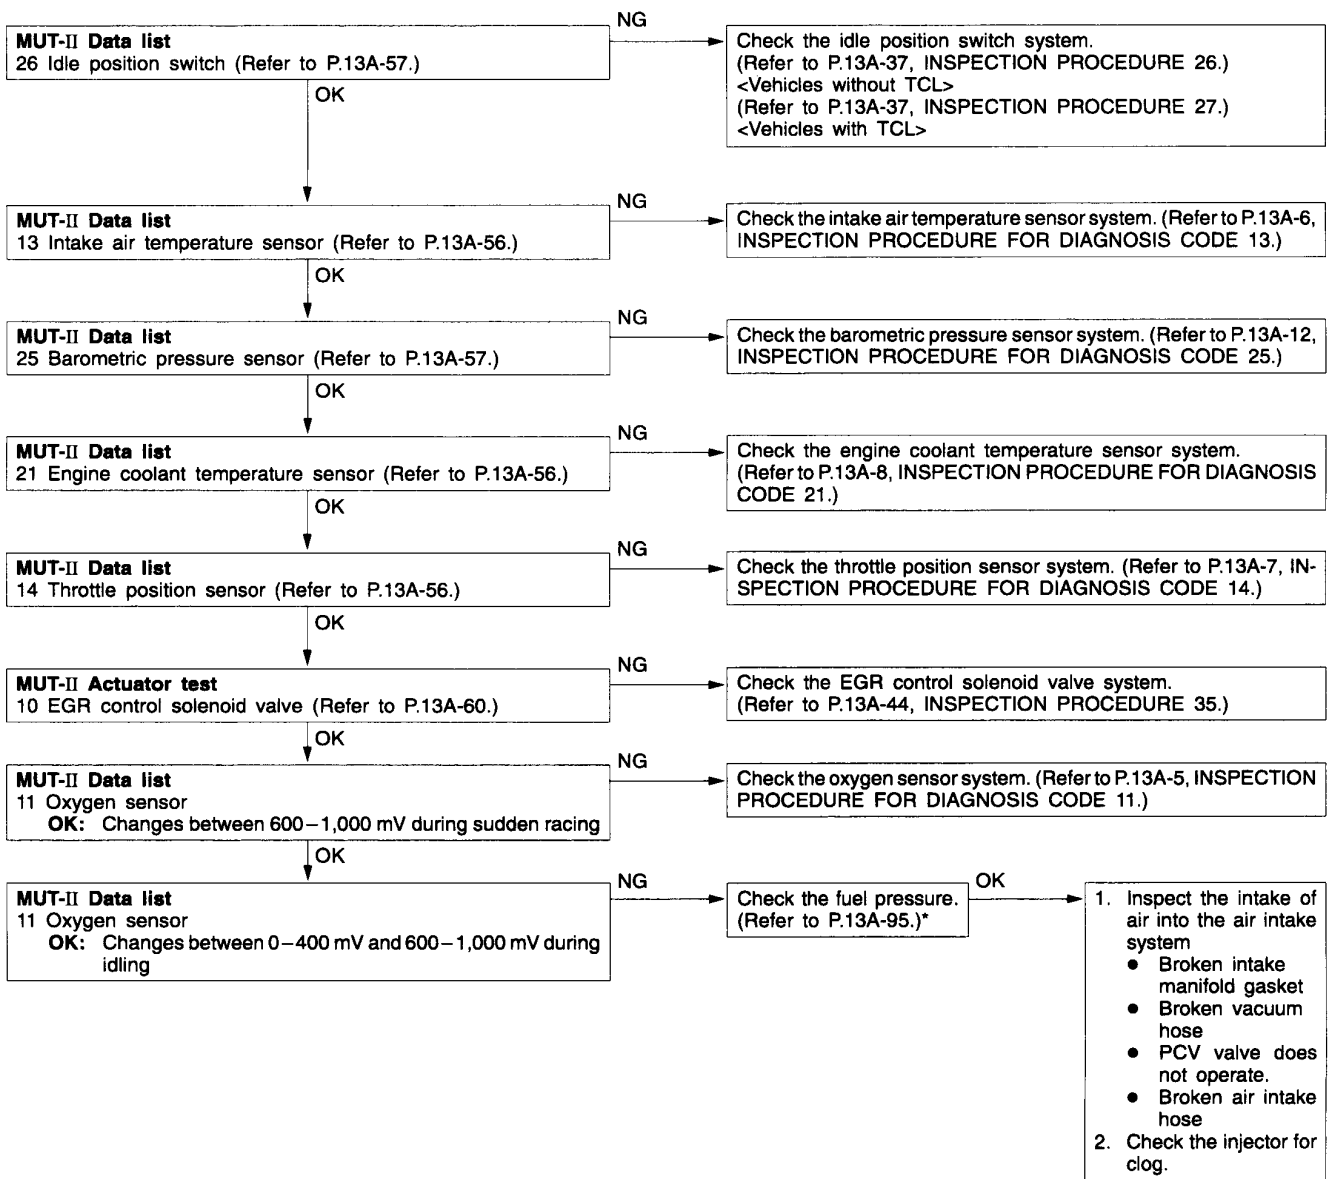 NG
MUT-II Data list
26 Idle position switch (Refer to P.13A-57.)
Check the idle position switch system.
(Refer to P.13A-37, INSPECTION PROCEDURE 26.)
<Vehicles without TCL>
(Refer to P.13A-37, INSPECTION PROCEDURE 27.)
<Vehicles with TCL>
OK
NG
MUT-II Data list
13 Intake air temperature sensor (Refer to P.13A-56.)
Check the intake air temperature sensor system. (Refer to P.13A-6,
INSPECTION PROCEDURE FOR DIAGNOSIS CODE 13.)
OK
NG
MUT-II Data list
25 Barometric pressure sensor (Refer to P.13A-57.)
Check the barometric pressure sensor system. (Refer to P.13A-12,
INSPECTION PROCEDURE FOR DIAGNOSIS CODE 25.)
OK
NG
MUT-II Data list
21 Engine coolant temperature sensor (Refer to P.13A-56.)
Check the engine coolant temperature sensor system.
(Refer to P.13A-8, INSPECTION PROCEDURE FOR DIAGNOSIS
CODE 21.)
OK
NG
MUT-II Data list
14 Throttle position sensor (Refer to P.13A-56.)
Check the throttle position sensor system. (Refer to P.13A-7, IN-
SPECTION PROCEDURE FOR DIAGNOSIS CODE 14.)
OK
NG
MUT-II Actuator test
10 EGR control solenoid valve (Refer to P.13A-60.)
Check the EGR control solenoid valve system.
(Refer to P.13A-44, INSPECTION PROCEDURE 35.)
OK
NG
MUT-II Data list
11 Oxygen sensor
OK: Changes between 600–1,000 mV during sudden racing
Check the oxygen sensor system. (Refer to P.13A-5, INSPECTION
PROCEDURE FOR DIAGNOSIS CODE 11.)
OK
NG
MUT-II Data list
11 Oxygen sensor
OK: Changes between 0–400 mV and 600–1,000 mV during
idling
Check the fuel pressure.
(Refer to P.13A-95.)*
OK
1. Inspect the intake of
air into the air intake
system
● Broken intake
manifold gasket
● Broken vacuum
hose
● PCV valve does
not operate.
● Broken air intake
hose
2. Check the injector for
clog.